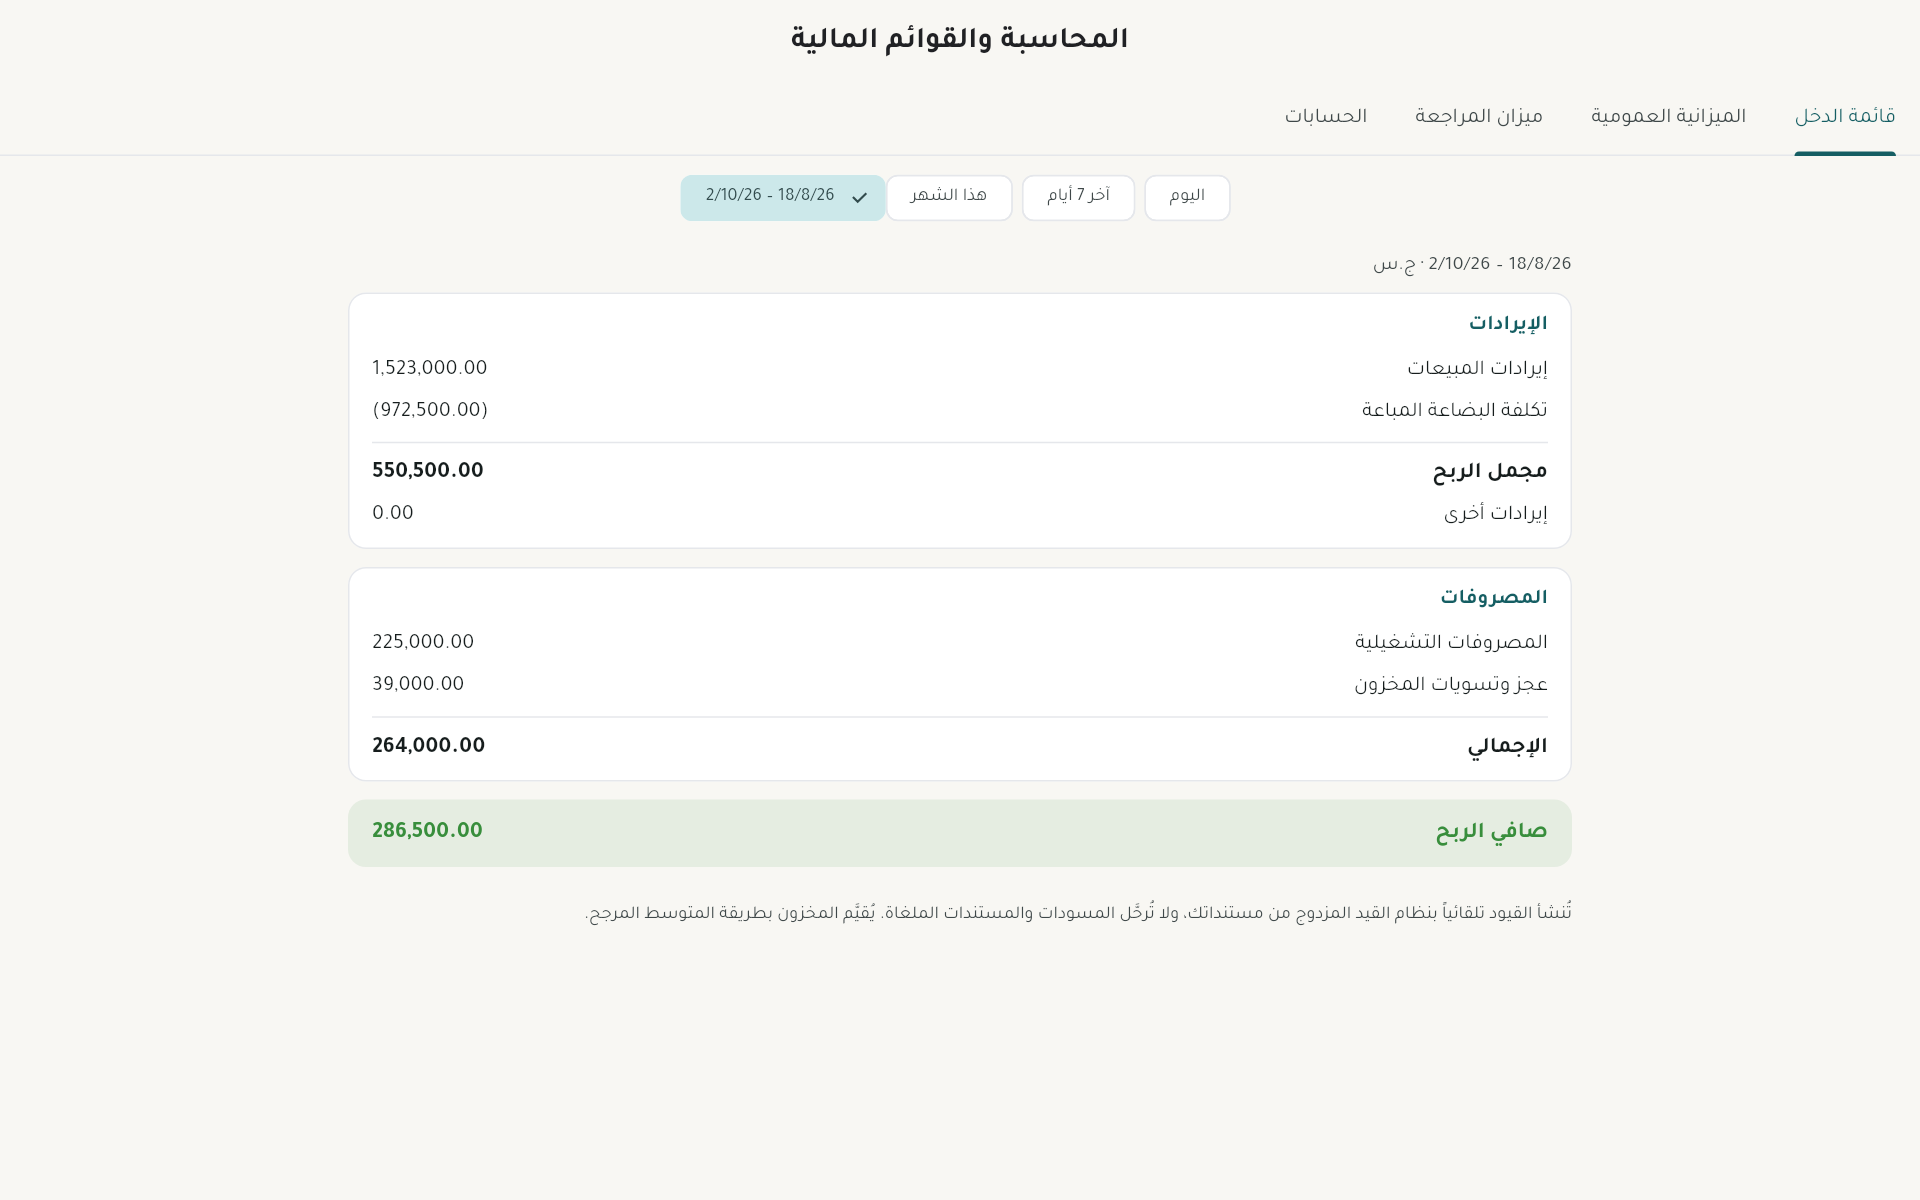 المحاسبة والقوائم المالية
قائمة الدخل
الميزانية العمومية
ميزان المراجعة
الحسابات
اليوم
آخر 7 أيام
هذا الشهر
2/10/26 – 18/8/26
2/10/26 – 18/8/26 · ج.س
الإيرادات
إيرادات المبيعات 1,523,000.00
تكلفة البضاعة المباعة (972,500.00)
مجمل الربح 550,500.00
إيرادات أخرى 0.00
المصروفات
المصروفات التشغيلية 225,000.00
عجز وتسويات المخزون 39,000.00
الإجمالي 264,000.00
صافي الربح 286,500.00
تُنشأ القيود تلقائياً بنظام القيد المزدوج من مستنداتك، ولا تُرحَّل المسودات والمستندات الملغاة. يُقيَّم المخزون بطريقة المتوسط المرجح.